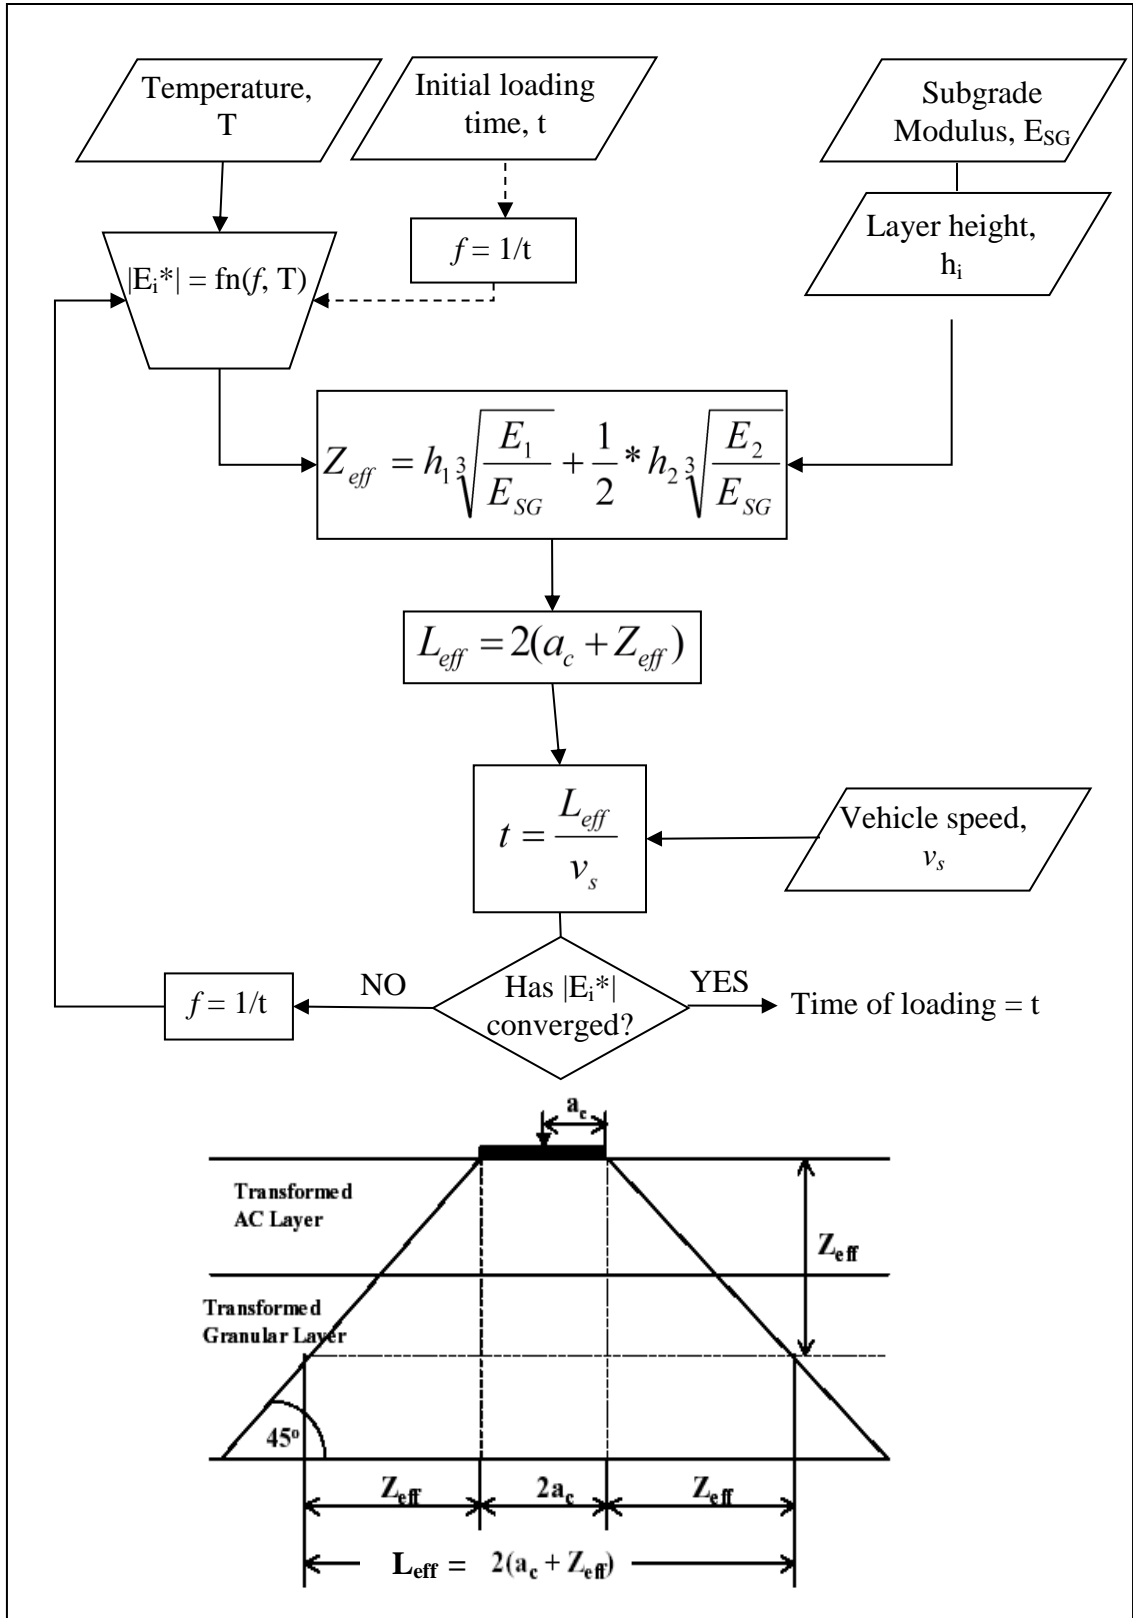 Temperature,
T
Initial loading
time, t
Subgrade
Modulus, E_SG
Layer height,
h_i
f = 1/t
|E_i*| = fn(f, T)
Z_eff = h_1 ∛(E_1/E_SG) + 1/2 * h_2 ∛(E_2/E_SG)
L_eff = 2(a_c + Z_eff)
t = L_eff/v_s
Vehicle speed,
v_s
Has |E_i*|
converged?
NO
YES
f = 1/t
Time of loading = t
a_c
Transformed
AC Layer
Z_eff
Transformed
Granular Layer
45°
Z_eff
2a_c
Z_eff
L_eff = 2(a_c + Z_eff)